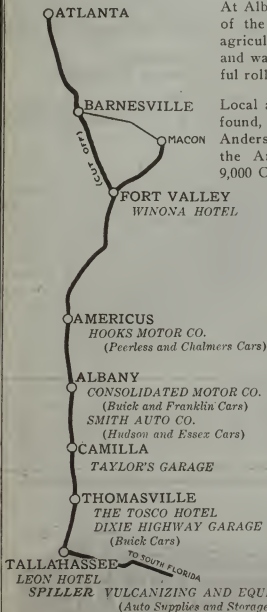 ATLANTA
At Alb
of the
agricul
and wa
ful roll
BARNESVILLE
Local a
found,
Anders
the A
9,000 C
MACON
(CUT OFF)
FORT VALLEY
WINONA HOTEL
AMERICUS
HOOKS MOTOR CO.
(Peerless and Chalmers Cars)
ALBANY
CONSOLIDATED MOTOR CO.
(Buick and Franklin Cars)
SMITH AUTO CO.
(Hudson and Essex Cars)
CAMILLA
TAYLOR'S GARAGE
THOMASVILLE
THE TOSCO HOTEL
DIXIE HIGHWAY GARAGE
(Buick Cars)
TALLAHASSEE
TO SOUTH FLORIDA
LEON HOTEL
SPILLER VULCANIZING AND EQU
(Auto Supplies and Storag